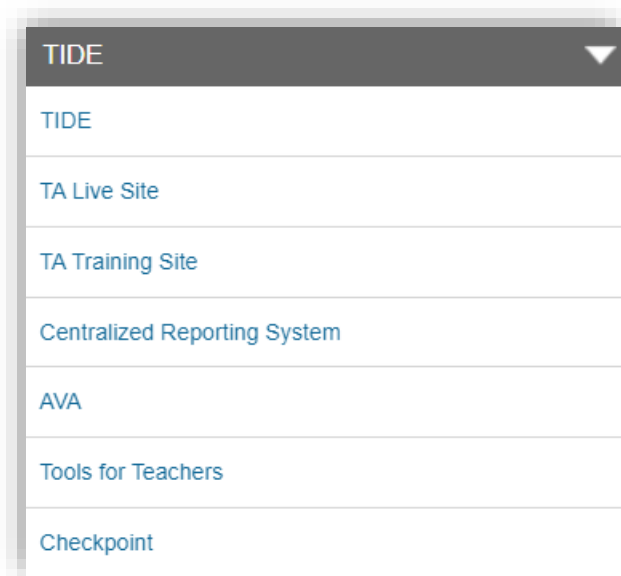 TIDE
TIDE
TA Live Site
TA Training Site
Centralized Reporting System
AVA
Tools for Teachers
Checkpoint